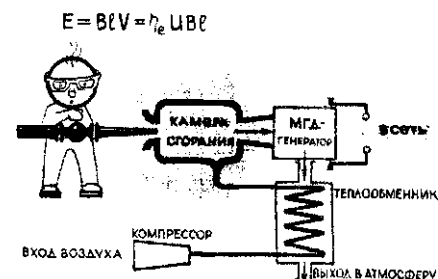 E = BℓV = ηₑ UBℓ
КАМЕРА
СГОРАНИЯ
МГД-
ГЕНЕРАТОР
В СЕТЬ
ТЕПЛООБМЕННИК
КОМПРЕССОР
ВХОД ВОЗДУХА
ВЫХОД В АТМОСФЕРУ